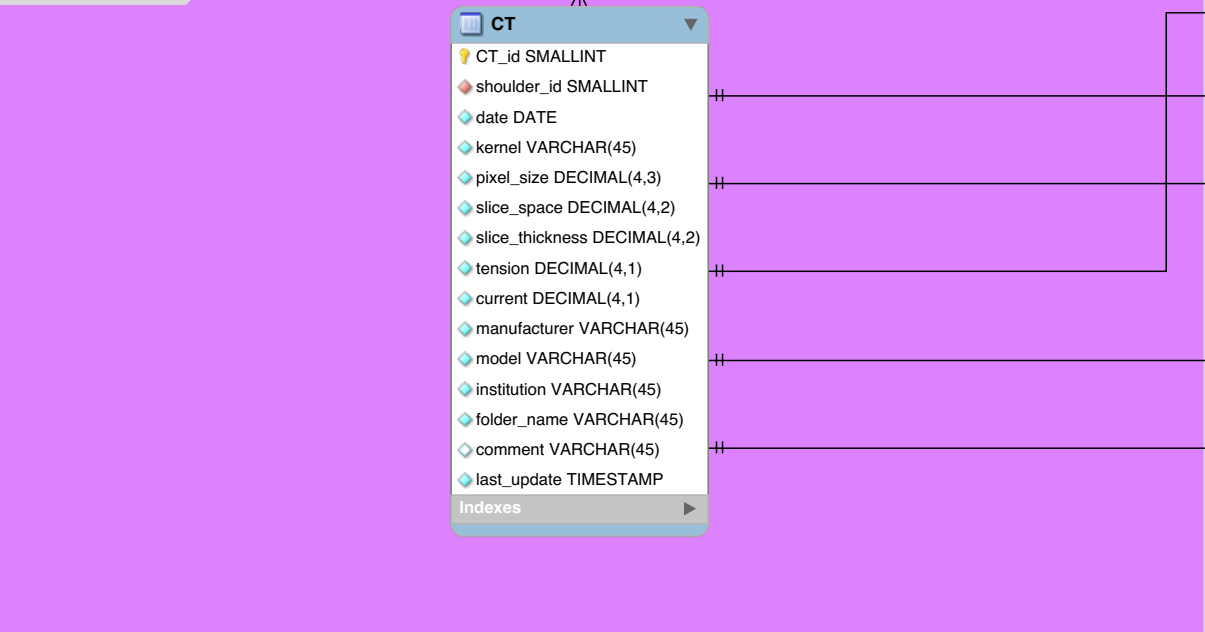 CT
CT_id SMALLINT
shoulder_id SMALLINT
date DATE
kernel VARCHAR(45)
pixel_size DECIMAL(4,3)
slice_space DECIMAL(4,2)
slice_thickness DECIMAL(4,2)
tension DECIMAL(4,1)
current DECIMAL(4,1)
manufacturer VARCHAR(45)
model VARCHAR(45)
institution VARCHAR(45)
folder_name VARCHAR(45)
comment VARCHAR(45)
last_update TIMESTAMP
Indexes